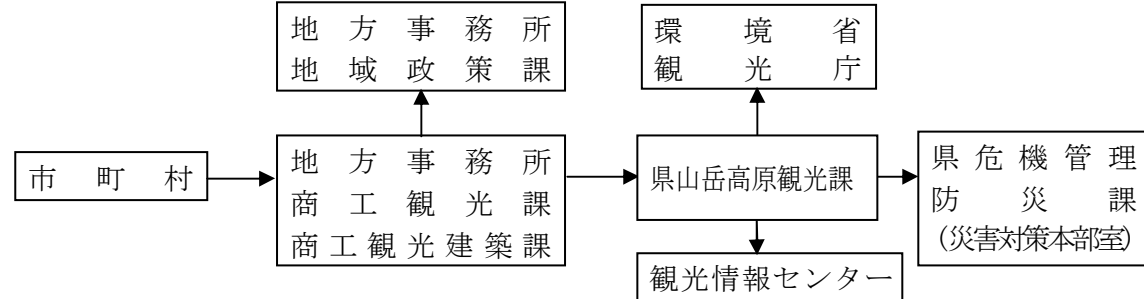 地方事務所
地域政策課
環境省
観光庁
市町村
地方事務所
商工観光課
商工観光建築課
県山岳高原観光課
県危機管理
防災課
(災害対策本部室)
観光情報センター